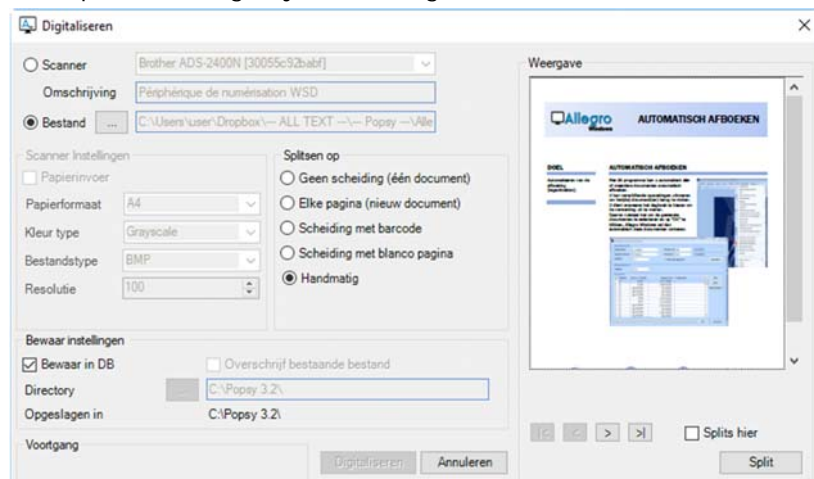 Digitaliseren
Scanner
Brother ADS-2400N [30055c92babf]
Omschrijving
Périphérique de numérisation WSD
Bestand
...
C:\Users\user\Dropbox\--- ALL TEXT ---\-- Popsy ---\Alle
Scanner Instellingen
Papierinvoer
Papierformaat
A4
Kleur type
Grayscale
Bestandstype
BMP
Resolutie
100
Splitsen op
Geen scheiding (één document)
Elke pagina (nieuw document)
Scheiding met barcode
Scheiding met blanco pagina
Handmatig
Bewaar instellingen
Bewaar in DB
Overschrijf bestaande bestand
Directory
...
C:\Popsy 3.2\
Opgeslagen in
C:\Popsy 3.2\
Voortgang
Digitaliseren
Annuleren
Weergave
Allegro
Windows
AUTOMATISCH AFBOEKEN
DOEL
AUTOMATISCH AFBOEKEN
|<
<
>
>|
Splits hier
Split